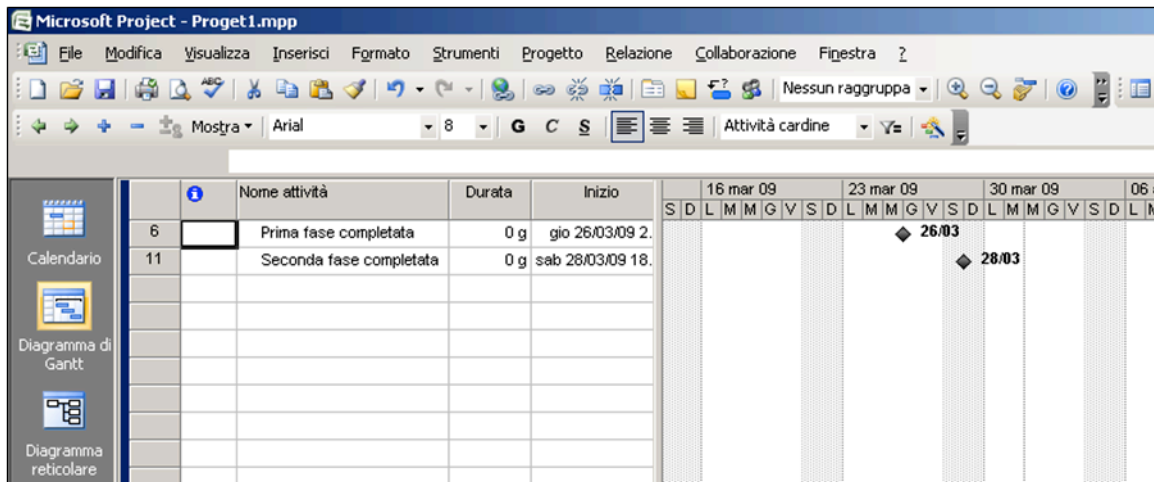 Microsoft Project - Proget1.mpp
File Modifica Visualizza Inserisci Formato Strumenti Progetto Relazione Collaborazione Finestra ?
ABC Nessun raggruppa
Mostra Arial 8 G C S Attività cardine
Nome attività Durata Inizio 16 mar 09 23 mar 09 30 mar 09 06
S D L M M G V S D L M M G V S D L M M G V S D L
6 Prima fase completata 0 g gio 26/03/09 2. 26/03
Calendario
11 Seconda fase completata 0 g sab 28/03/09 18. 28/03
Diagramma di
Gantt
Diagramma
reticolare